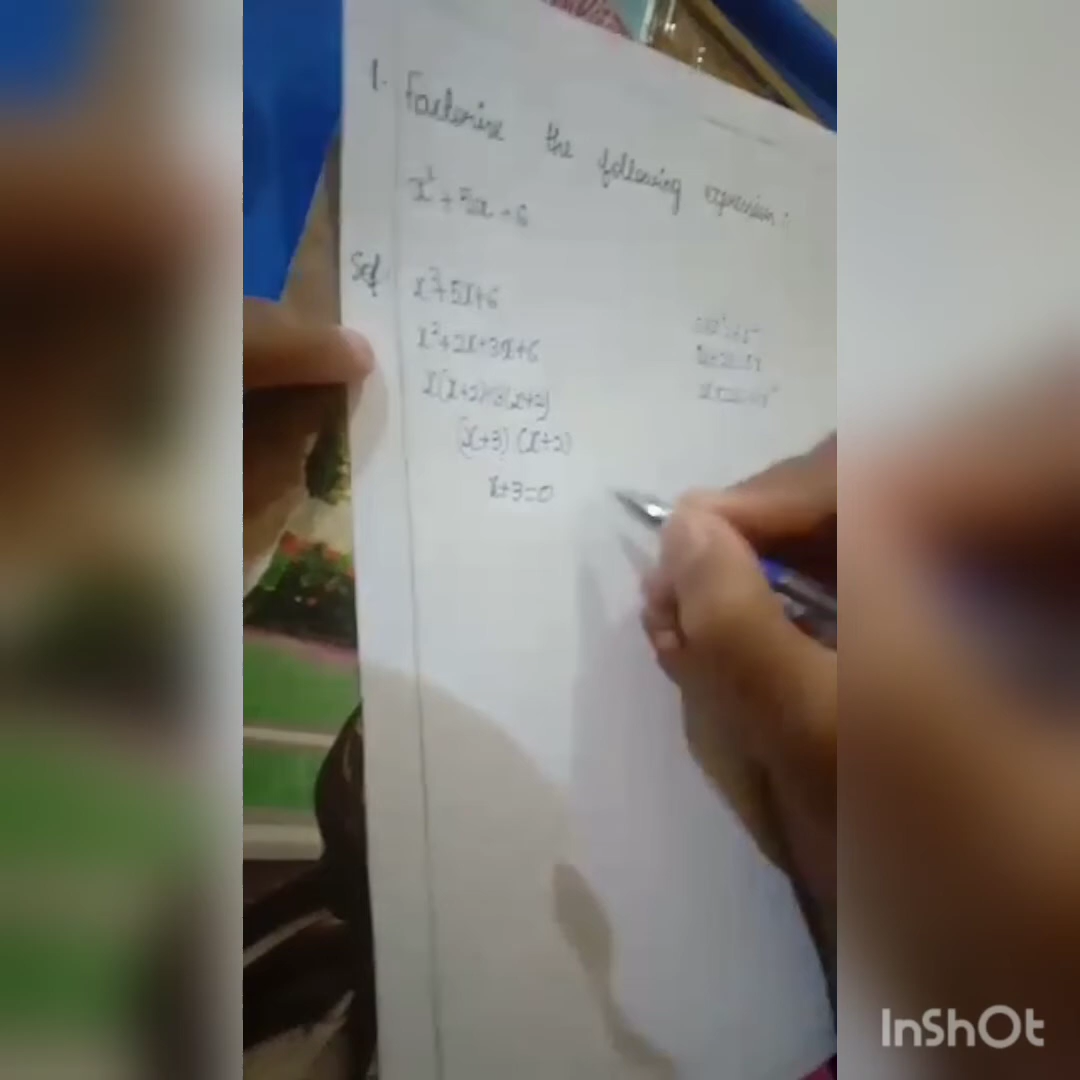 1. Factorise the following expression :
x² + 5x + 6
Sol
x²+5x+6
x²+2x+3x+6
x(x+2)+3(x+2)
(x+3) (x+2)
x+3=0
InShOt